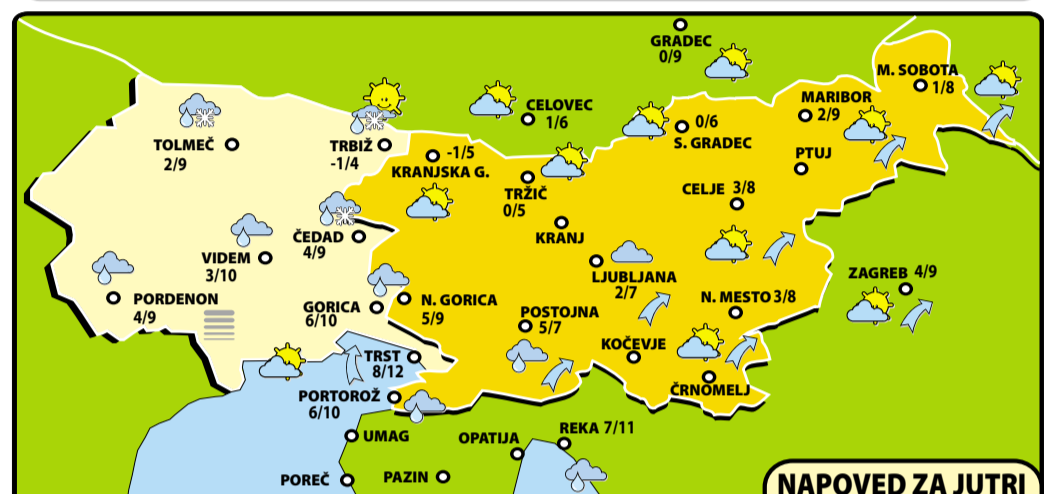 GRADEC
0/9
M. SOBOTA
1/8
MARIBOR
2/9
CELOVEC
1/6
0/6
S. GRADEC
TOLMEČ
2/9
TRBIŽ
-1/4
-1/5
KRANJSKA G.
PTUJ
TRŽIČ
0/5
CELJE 3/8
KRANJ
ČEDAD
4/9
VIDEM
3/10
LJUBLJANA
2/7
ZAGREB 4/9
PORDENON
4/9
GORICA
6/10
N. GORICA
5/9
N. MESTO 3/8
POSTOJNA
5/7
KOČEVJE
TRST
8/12
ČRNOMELJ
PORTOROŽ
6/10
UMAG
OPATIJA
REKA 7/11
POREČ
PAZIN
NAPOVED ZA JUTRI